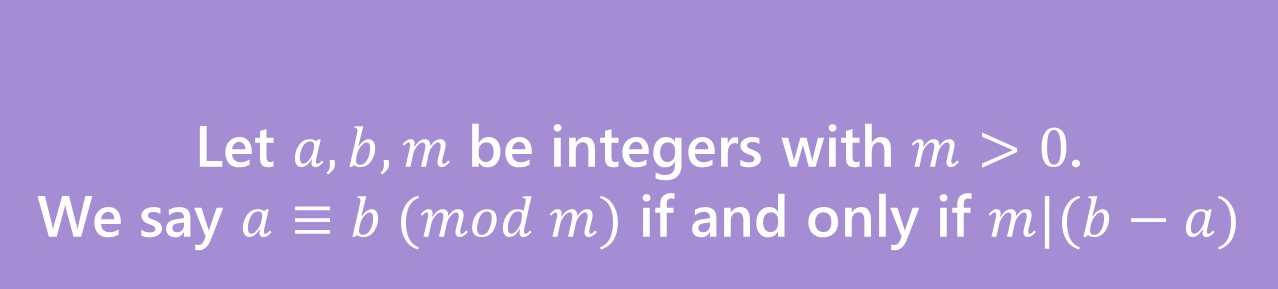 Let a, b, m be integers with m > 0.
We say a ≡ b (mod m) if and only if m|(b − a)